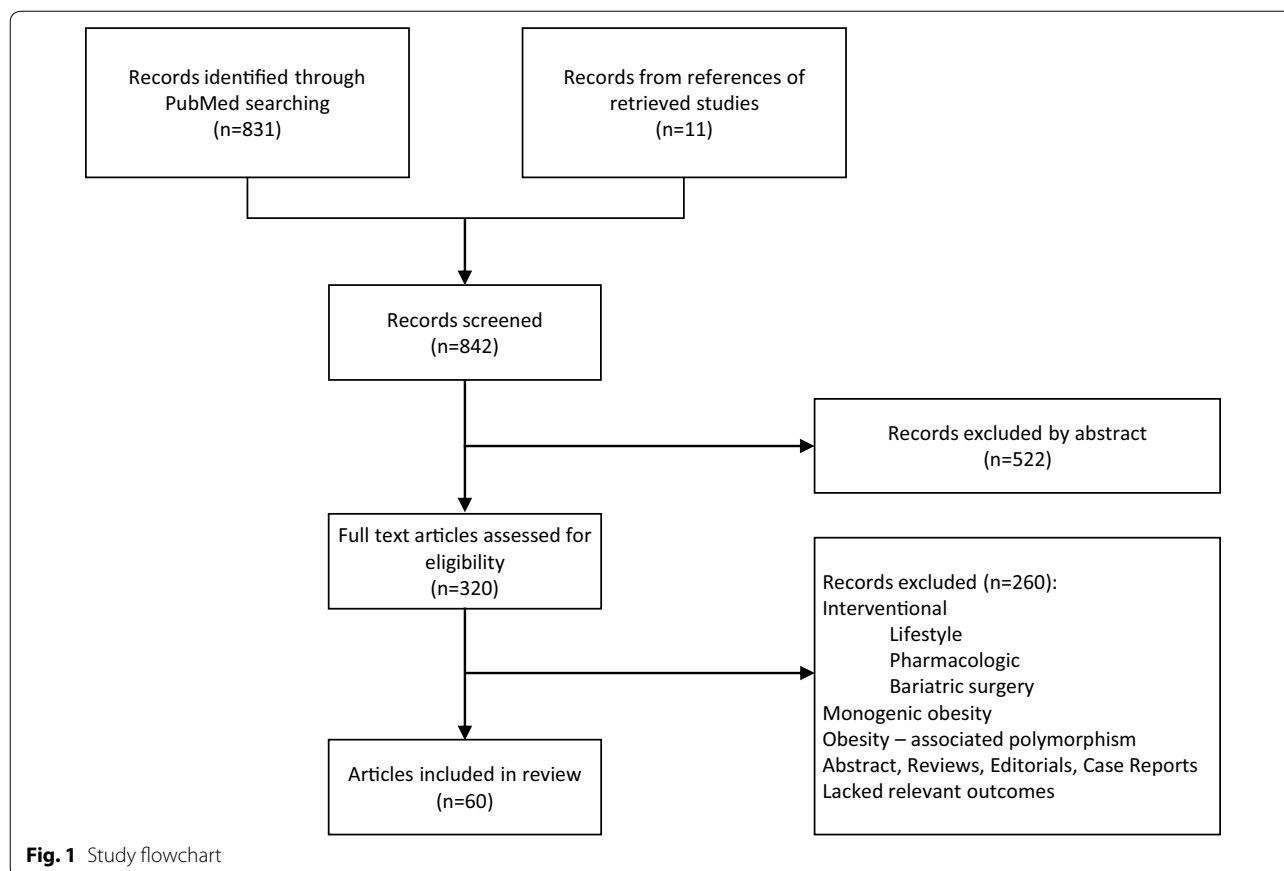 Records identified through
PubMed searching
(n=831)
Records from references of
retrieved studies
(n=11)
Records screened
(n=842)
Records excluded by abstract
(n=522)
Full text articles assessed for
eligibility
(n=320)
Records excluded (n=260):
Interventional
Lifestyle
Pharmacologic
Bariatric surgery
Monogenic obesity
Obesity – associated polymorphism
Abstract, Reviews, Editorials, Case Reports
Lacked relevant outcomes
Articles included in review
(n=60)
Fig. 1 Study flowchart